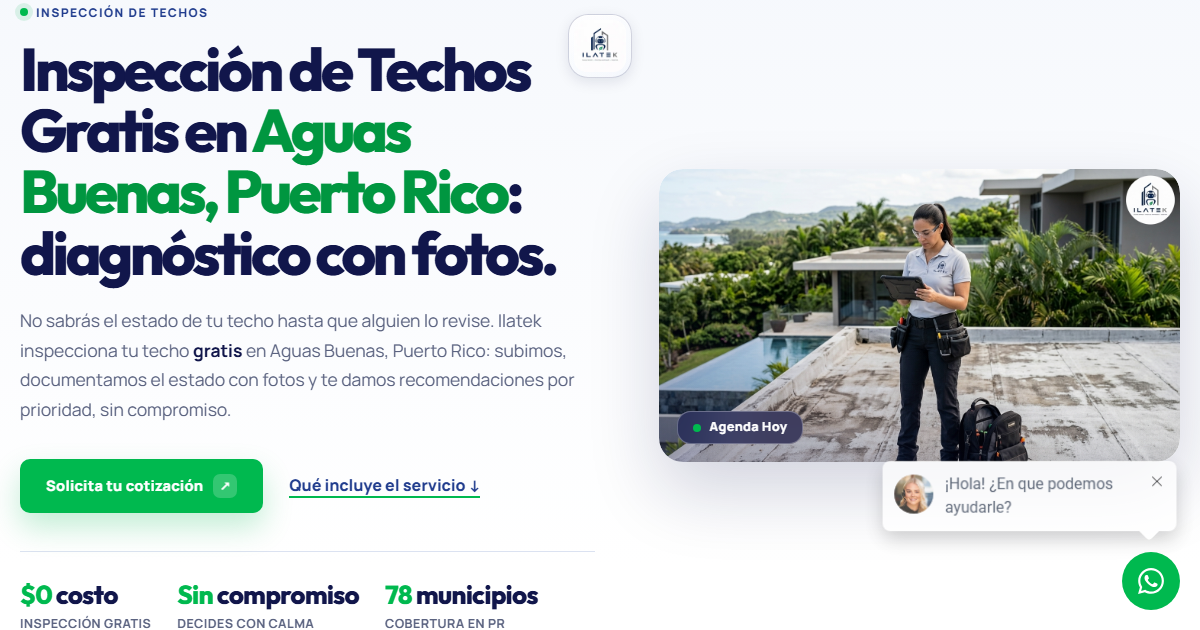 INSPECCIÓN DE TECHOS
ILATEK
Inspección de Techos
Gratis en Aguas
Buenas, Puerto Rico:
diagnóstico con fotos.
No sabrás el estado de tu techo hasta que alguien lo revise. Ilatek
inspecciona tu techo gratis en Aguas Buenas, Puerto Rico: subimos,
documentamos el estado con fotos y te damos recomendaciones por
prioridad, sin compromiso.
Solicita tu cotización ↗
Qué incluye el servicio ↓
$0 costo
INSPECCIÓN GRATIS
Sin compromiso
DECIDES CON CALMA
78 municipios
COBERTURA EN PR
ILATEK
ILATEK
Agenda Hoy
¡Hola! ¿En que podemos
ayudarle?